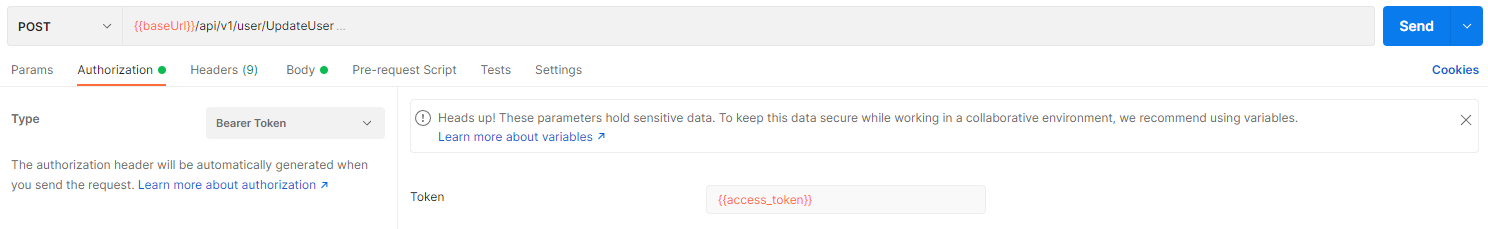 POST
{{baseUrl}}/api/v1/user/UpdateUser ...
Send
Params
Authorization
Headers (9)
Body
Pre-request Script
Tests
Settings
Cookies
Type
Bearer Token
The authorization header will be automatically generated when
you send the request. Learn more about authorization ↗
Heads up! These parameters hold sensitive data. To keep this data secure while working in a collaborative environment, we recommend using variables.
Learn more about variables ↗
Token
{{access_token}}